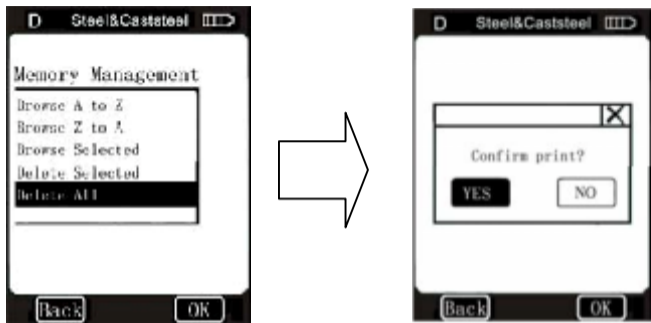 D Steel&Caststeel
Memory Management
Browse A to Z
Browse Z to A
Browse Selected
Delete Selected
Delete All
Back OK
D Steel&Caststeel
X
Confirm print?
YES NO
Back OK